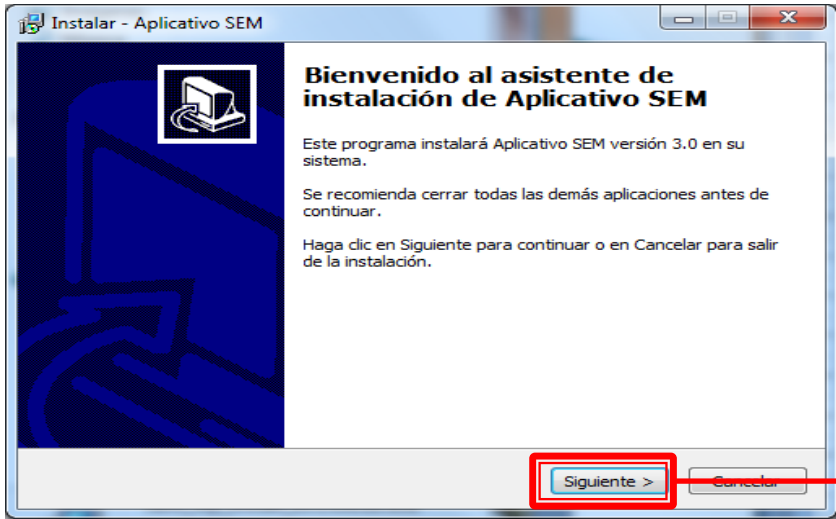 Instalar - Aplicativo SEM
Bienvenido al asistente de
instalación de Aplicativo SEM
Este programa instalará Aplicativo SEM versión 3.0 en su
sistema.
Se recomienda cerrar todas las demás aplicaciones antes de
continuar.
Haga clic en Siguiente para continuar o en Cancelar para salir
de la instalación.
Siguiente >
Cancelar